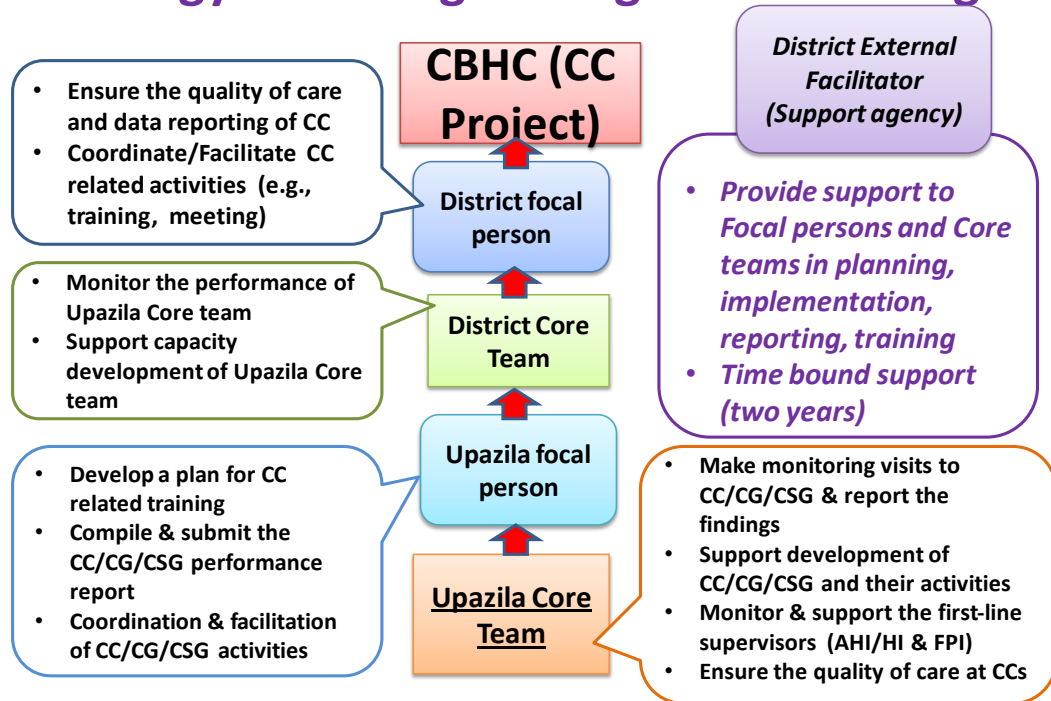 CBHC (CC
Project)
District External
Facilitator
(Support agency)
• Ensure the quality of care
and data reporting of CC
• Coordinate/Facilitate CC
related activities (e.g.,
training, meeting)
District focal
person
• Provide support to
Focal persons and Core
teams in planning,
implementation,
reporting, training
• Time bound support
(two years)
• Monitor the performance of
Upazila Core team
• Support capacity
development of Upazila Core
team
District Core
Team
Upazila focal
person
• Develop a plan for CC
related training
• Compile & submit the
CC/CG/CSG performance
report
• Coordination & facilitation
of CC/CG/CSG activities
Upazila Core
Team
• Make monitoring visits to
CC/CG/CSG & report the
findings
• Support development of
CC/CG/CSG and their activities
• Monitor & support the first-line
supervisors (AHI/HI & FPI)
• Ensure the quality of care at CCs